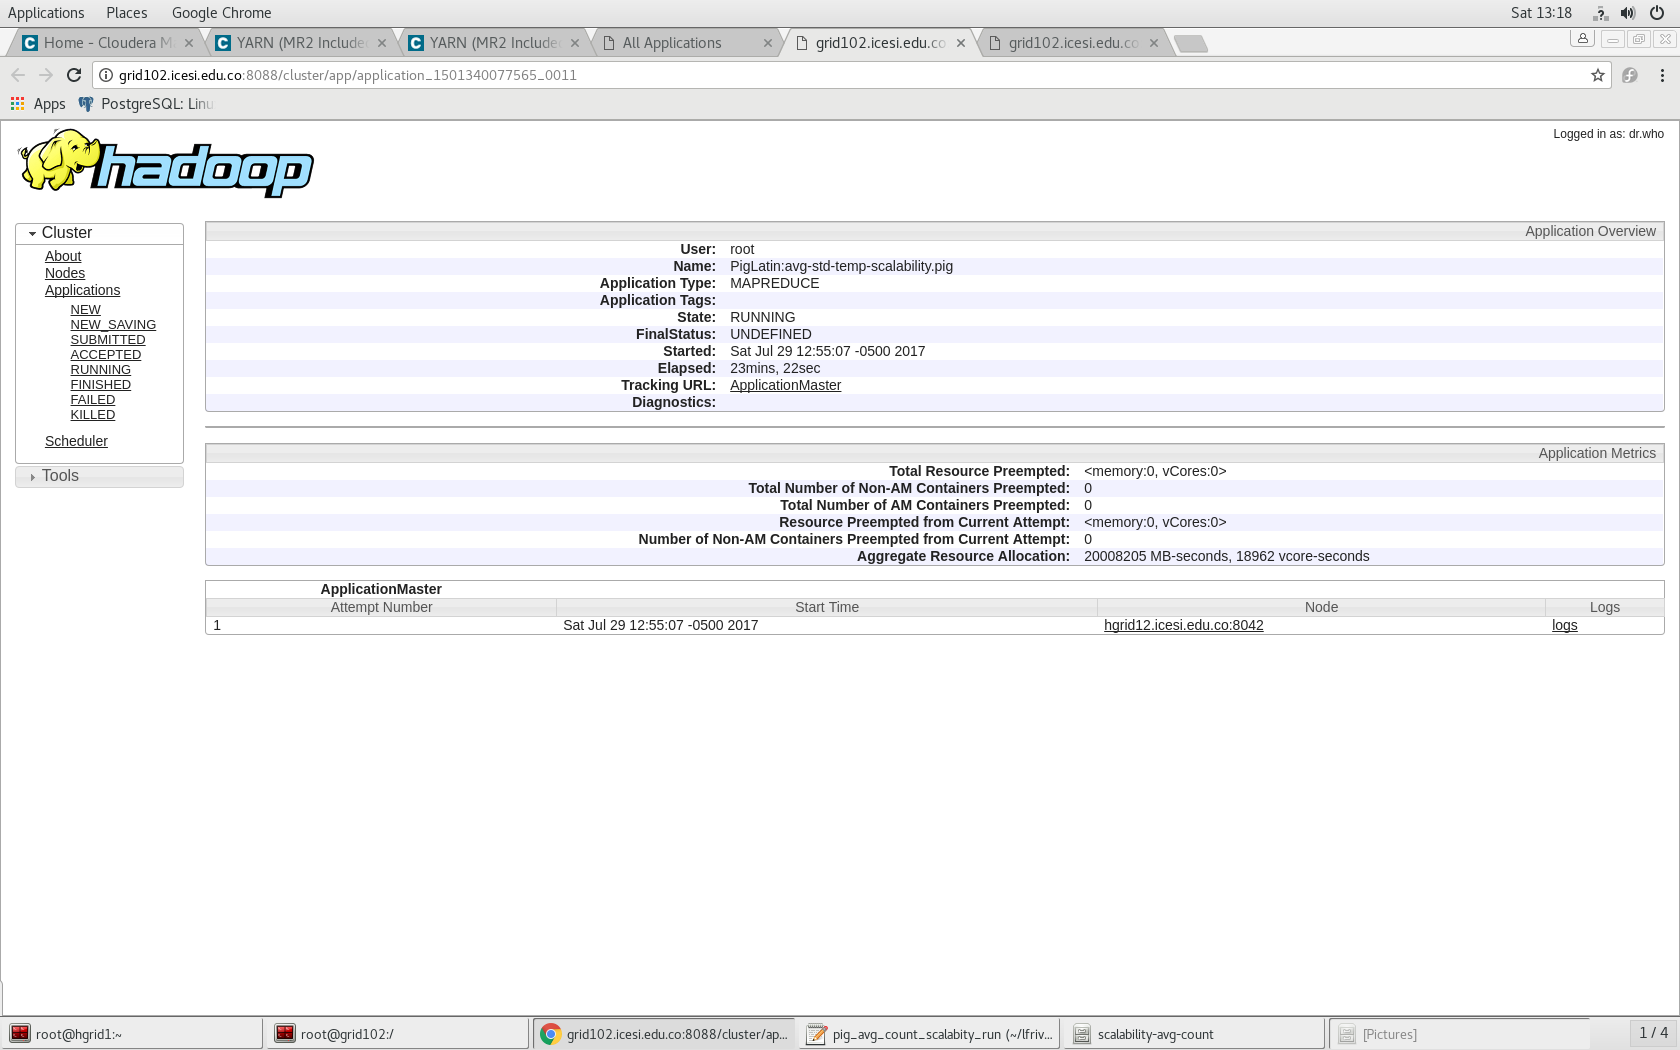 Applications Places Google Chrome Sat 13:18
Home - Cloudera M YARN (MR2 Include YARN (MR2 Include All Applications grid102.icesi.edu.co grid102.icesi.edu.co
grid102.icesi.edu.co:8088/cluster/app/application_1501340077565_0011
Apps PostgreSQL: Linu
Logged in as: dr.who
hadoop
Cluster
About
Nodes
Applications
NEW
NEW_SAVING
SUBMITTED
ACCEPTED
RUNNING
FINISHED
FAILED
KILLED
Scheduler
Tools
Application Overview
User: root
Name: PigLatin:avg-std-temp-scalability.pig
Application Type: MAPREDUCE
Application Tags:
State: RUNNING
FinalStatus: UNDEFINED
Started: Sat Jul 29 12:55:07 -0500 2017
Elapsed: 23mins, 22sec
Tracking URL: ApplicationMaster
Diagnostics:
Application Metrics
Total Resource Preempted: <memory:0, vCores:0>
Total Number of Non-AM Containers Preempted: 0
Total Number of AM Containers Preempted: 0
Resource Preempted from Current Attempt: <memory:0, vCores:0>
Number of Non-AM Containers Preempted from Current Attempt: 0
Aggregate Resource Allocation: 20008205 MB-seconds, 18962 vcore-seconds
ApplicationMaster
Attempt Number Start Time Node Logs
1 Sat Jul 29 12:55:07 -0500 2017 hgrid12.icesi.edu.co:8042 logs
root@hgrid1:~ root@grid102:/ grid102.icesi.edu.co:8088/cluster/ap... pig_avg_count_scalabity_run (~/lfriv... scalability-avg-count [Pictures] 1 / 4